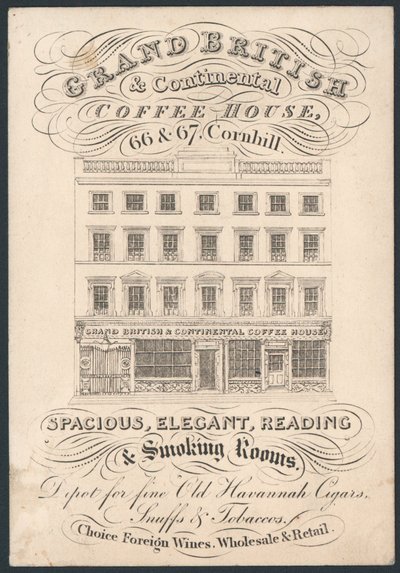 GRAND BRITISH
& Continental
COFFEE HOUSE,
66 & 67, Cornhill.
GRAND BRITISH & CONTINENTAL COFFEE HOUSE
SPACIOUS, ELEGANT, READING
& Smoking Rooms.
Depot for fine Old Havannah Cigars,
Snuffs & Tobaccos.
Choice Foreign Wines. Wholesale & Retail.